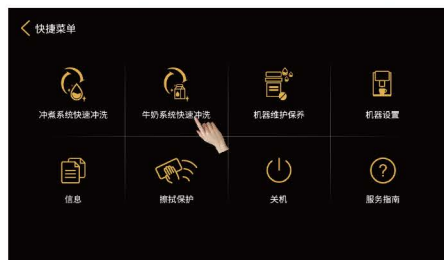 快捷菜单
冲煮系统快速冲洗
牛奶系统快速冲洗
机器维护保养
机器设置
信息
擦拭保护
关机
服务指南